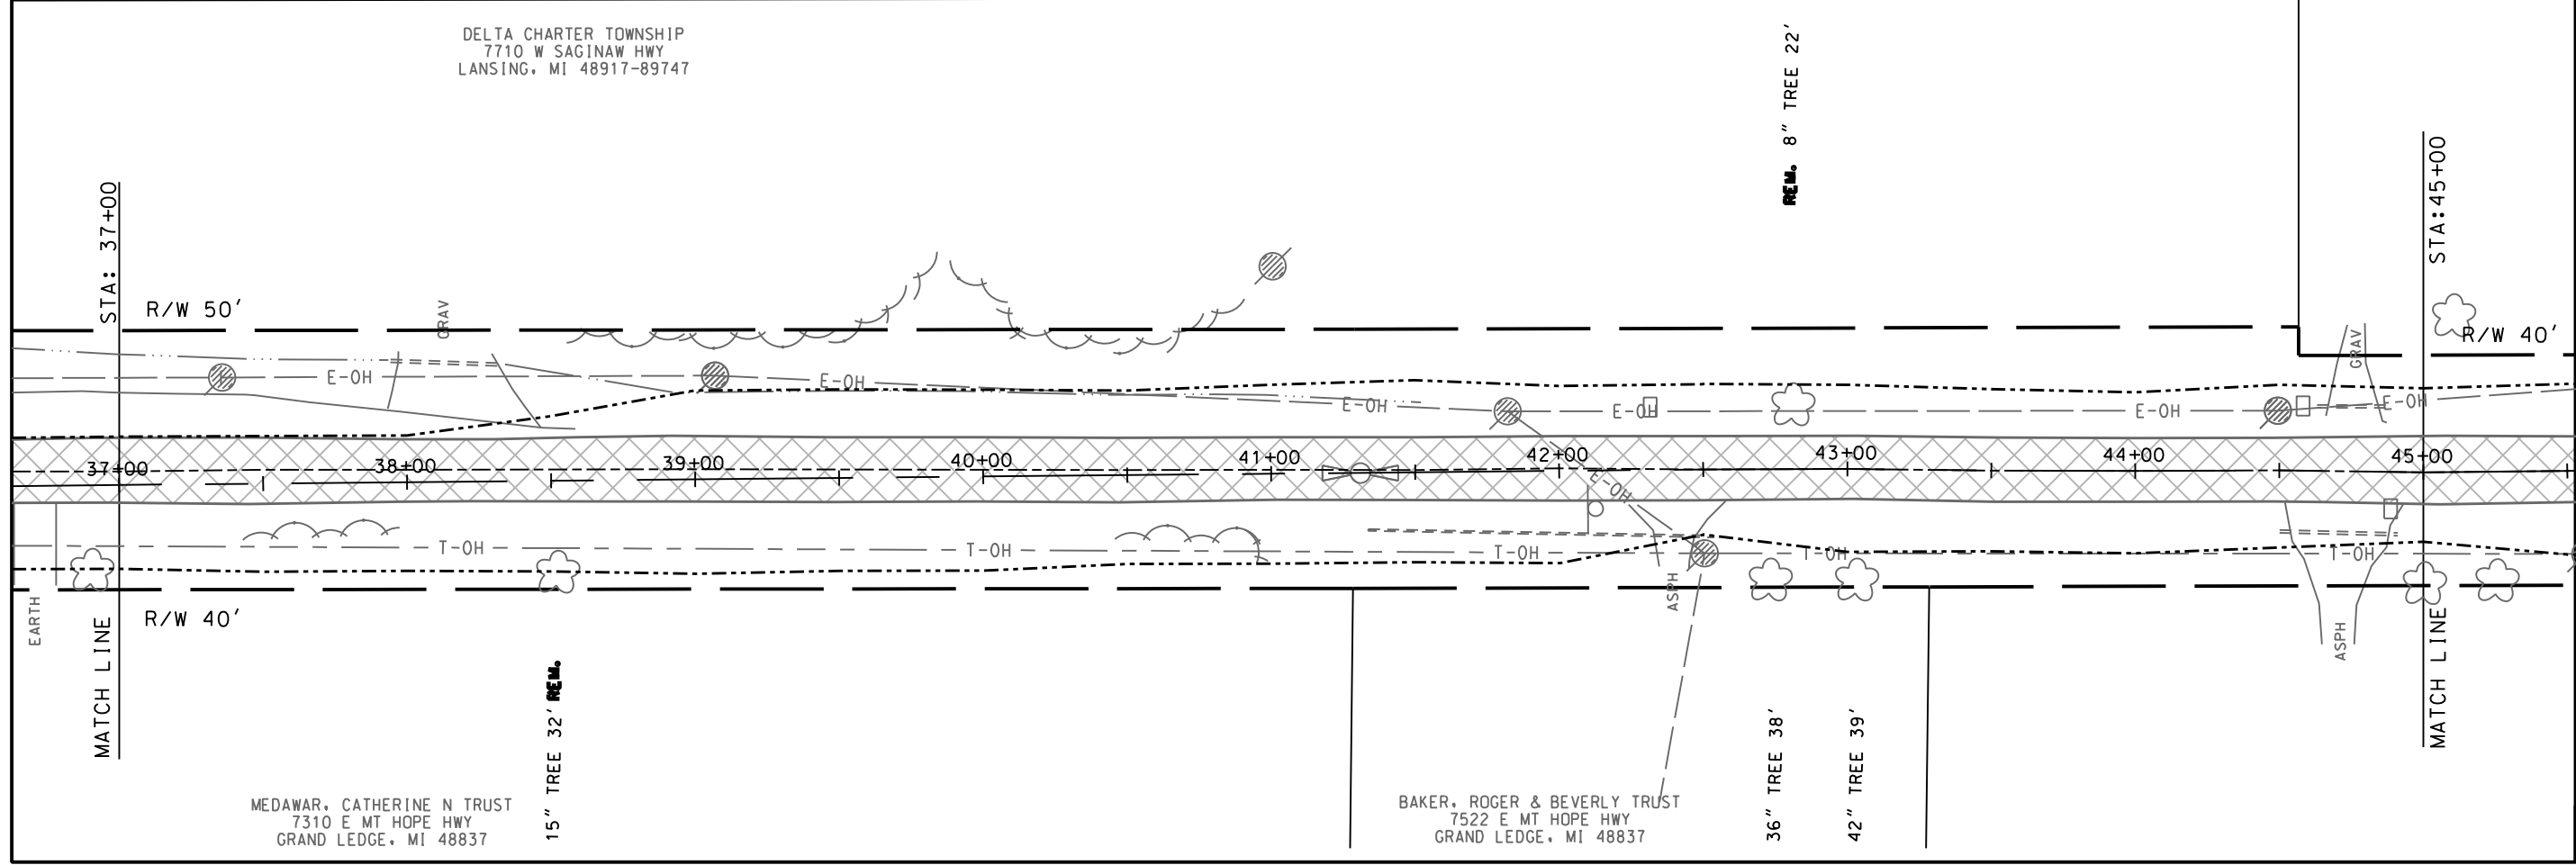 DELTA CHARTER TOWNSHIP
7710 W SAGINAW HWY
LANSING, MI 48917-89747
REM. 8" TREE 22'
STA: 37+00
STA:45+00
R/W 50'
GRAV
R/W 40'
GRAV
E-OH
E-OH
E-OH
E-OH
E-OH
E-OH
37+00
38+00
39+00
40+00
41+00
42+00
43+00
44+00
45+00
E-OH
T-OH
T-OH
T-OH
T-OH
T-OH
EARTH
R/W 40'
ASPH
ASPH
MATCH LINE
MATCH LINE
15" TREE 32' REM.
36" TREE 38'
42" TREE 39'
MEDAWAR, CATHERINE N TRUST
7310 E MT HOPE HWY
GRAND LEDGE, MI 48837
BAKER, ROGER & BEVERLY TRUST
7522 E MT HOPE HWY
GRAND LEDGE, MI 48837